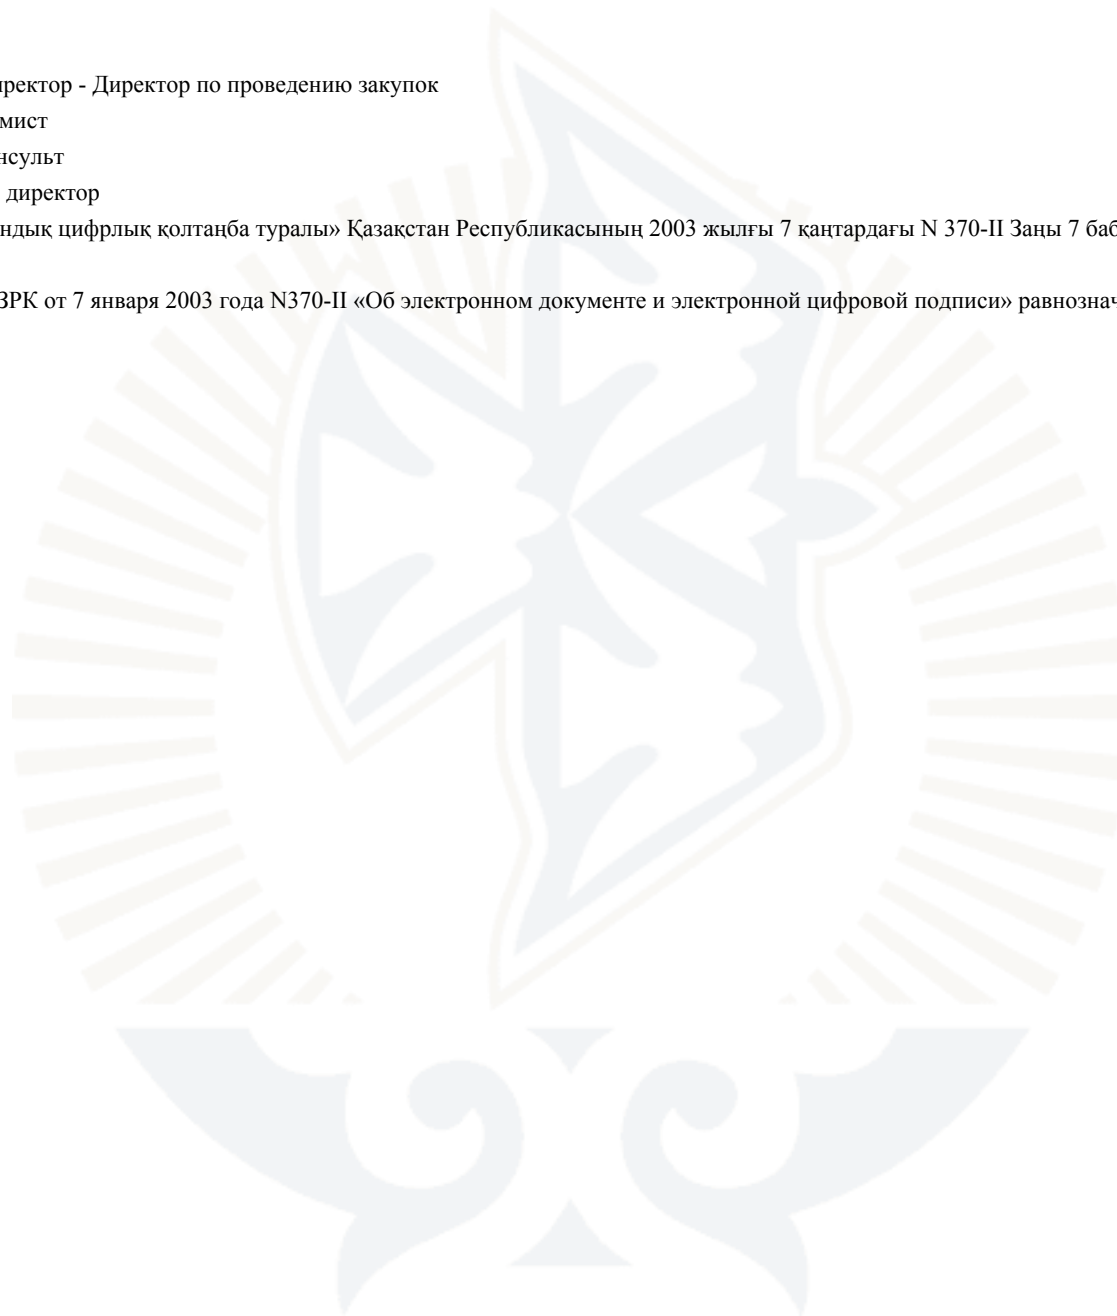 ректор - Директор по проведению закупок
мист
нсульт
директор
ндық цифрлық қолтаңба туралы» Қазақстан Республикасының 2003 жылғы 7 қаңтардағы N 370-II Заңы 7 баб
ЗРК от 7 января 2003 года N370-II «Об электронном документе и электронной цифровой подписи» равнознач